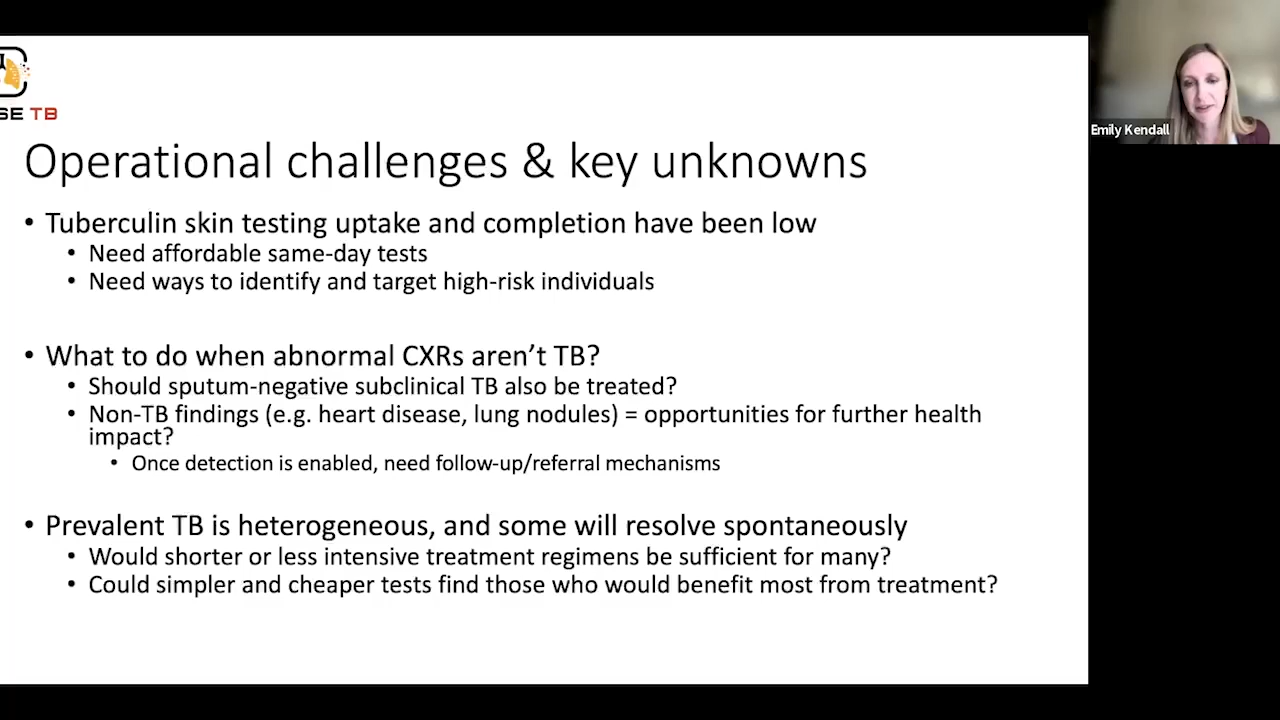 SE TB
Operational challenges & key unknowns
• Tuberculin skin testing uptake and completion have been low
• Need affordable same-day tests
• Need ways to identify and target high-risk individuals
• What to do when abnormal CXRs aren't TB?
• Should sputum-negative subclinical TB also be treated?
• Non-TB findings (e.g. heart disease, lung nodules) = opportunities for further health
impact?
• Once detection is enabled, need follow-up/referral mechanisms
• Prevalent TB is heterogeneous, and some will resolve spontaneously
• Would shorter or less intensive treatment regimens be sufficient for many?
• Could simpler and cheaper tests find those who would benefit most from treatment?
Emily Kendall